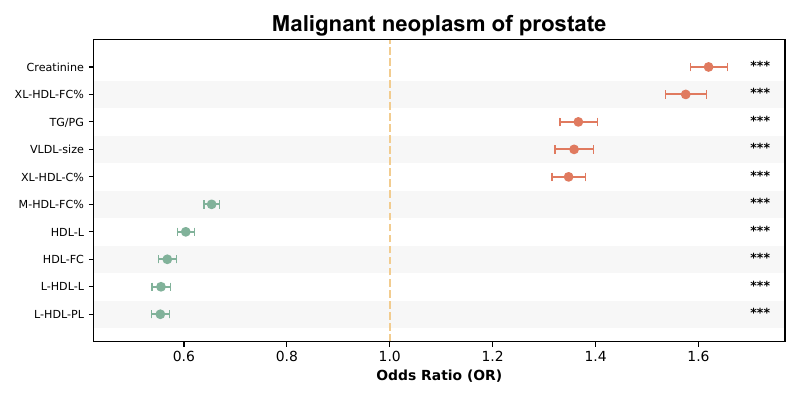 Malignant neoplasm of prostate
Creatinine ***
XL-HDL-FC% ***
TG/PG ***
VLDL-size ***
XL-HDL-C% ***
M-HDL-FC% ***
HDL-L ***
HDL-FC ***
L-HDL-L ***
L-HDL-PL ***
0.6 0.8 1.0 1.2 1.4 1.6
Odds Ratio (OR)